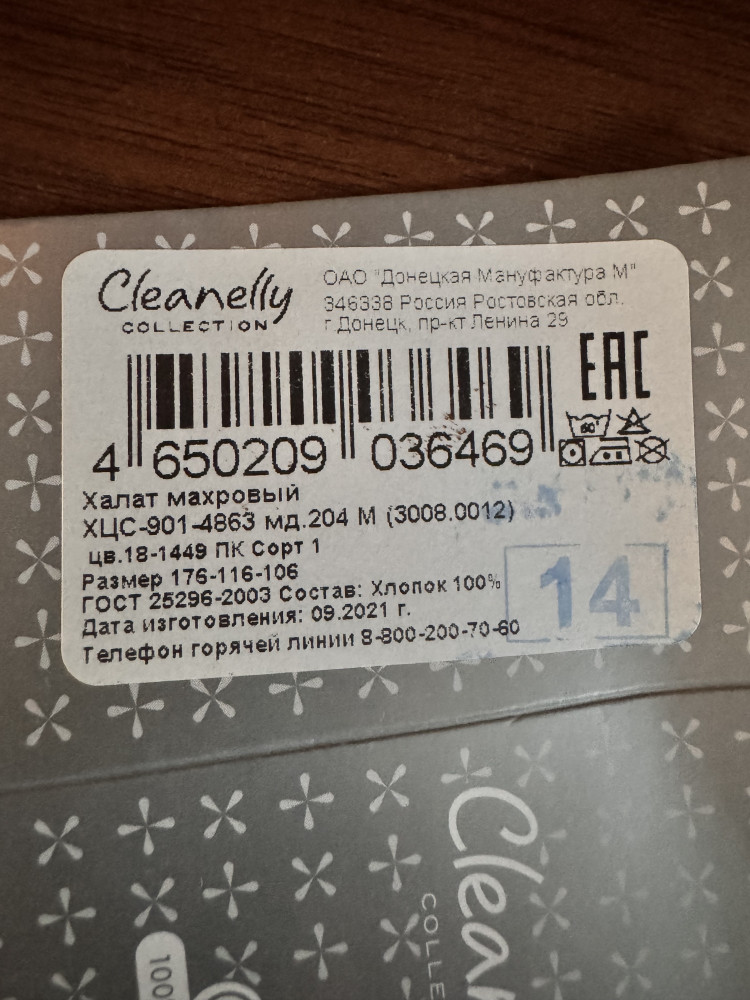 Cleanelly
COLLECTION
ОАО "Донецкая Мануфактура М"
346338 Россия Ростовская обл.
г.Донецк, пр-кт Ленина 29
EAC
60°
4 650209 036469
Халат махровый
ХЦС-901-4863 мд.204 М (3008.0012)
цв.18-1449 ПК Сорт 1
Размер 176-116-106
ГОСТ 25296-2003 Состав: Хлопок 100%
Дата изготовления: 09.2021 г.
Телефон горячей линии 8-800-200-70-60
14
Clean
COLLE
100